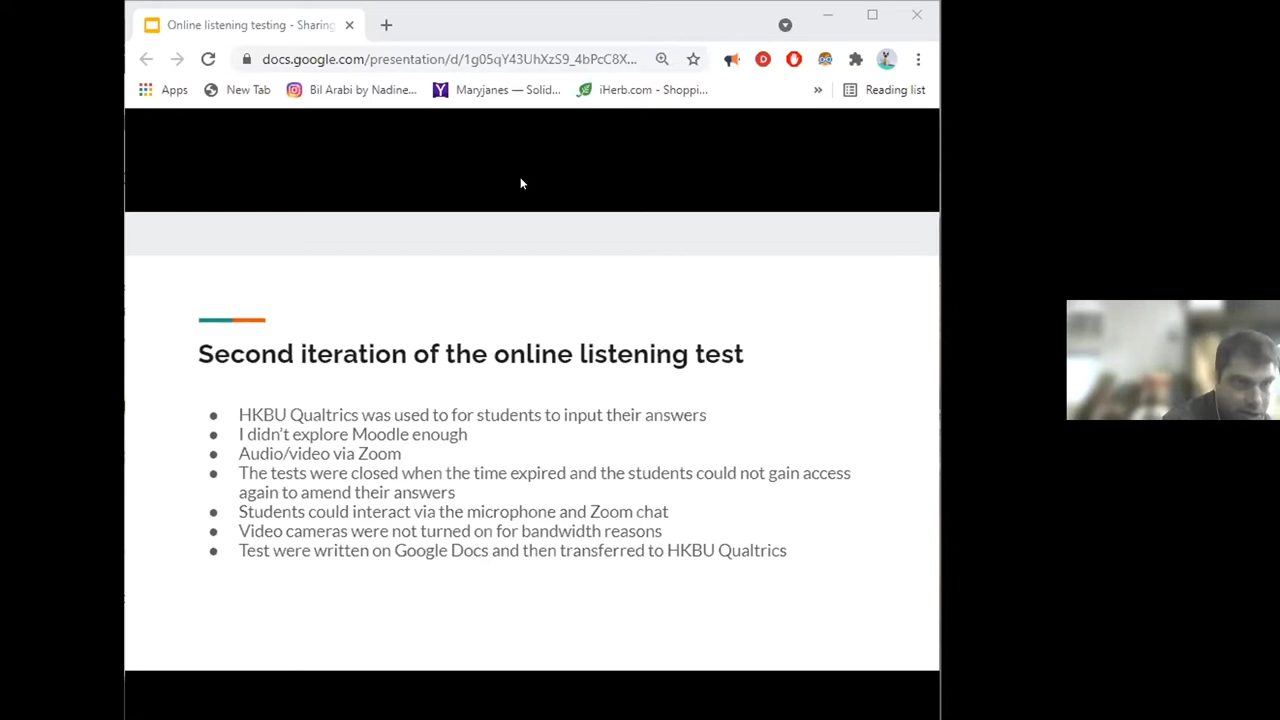 Online listening testing - Sharing
docs.google.com/presentation/d/1g05qY43UhXzS9_4bPcC8X...
Apps
New Tab
Bil Arabi by Nadine...
Maryjanes — Solid...
iHerb.com - Shoppi...
»
Reading list
Second iteration of the online listening test
● HKBU Qualtrics was used to for students to input their answers
● I didn't explore Moodle enough
● Audio/video via Zoom
● The tests were closed when the time expired and the students could not gain access
again to amend their answers
● Students could interact via the microphone and Zoom chat
● Video cameras were not turned on for bandwidth reasons
● Test were written on Google Docs and then transferred to HKBU Qualtrics